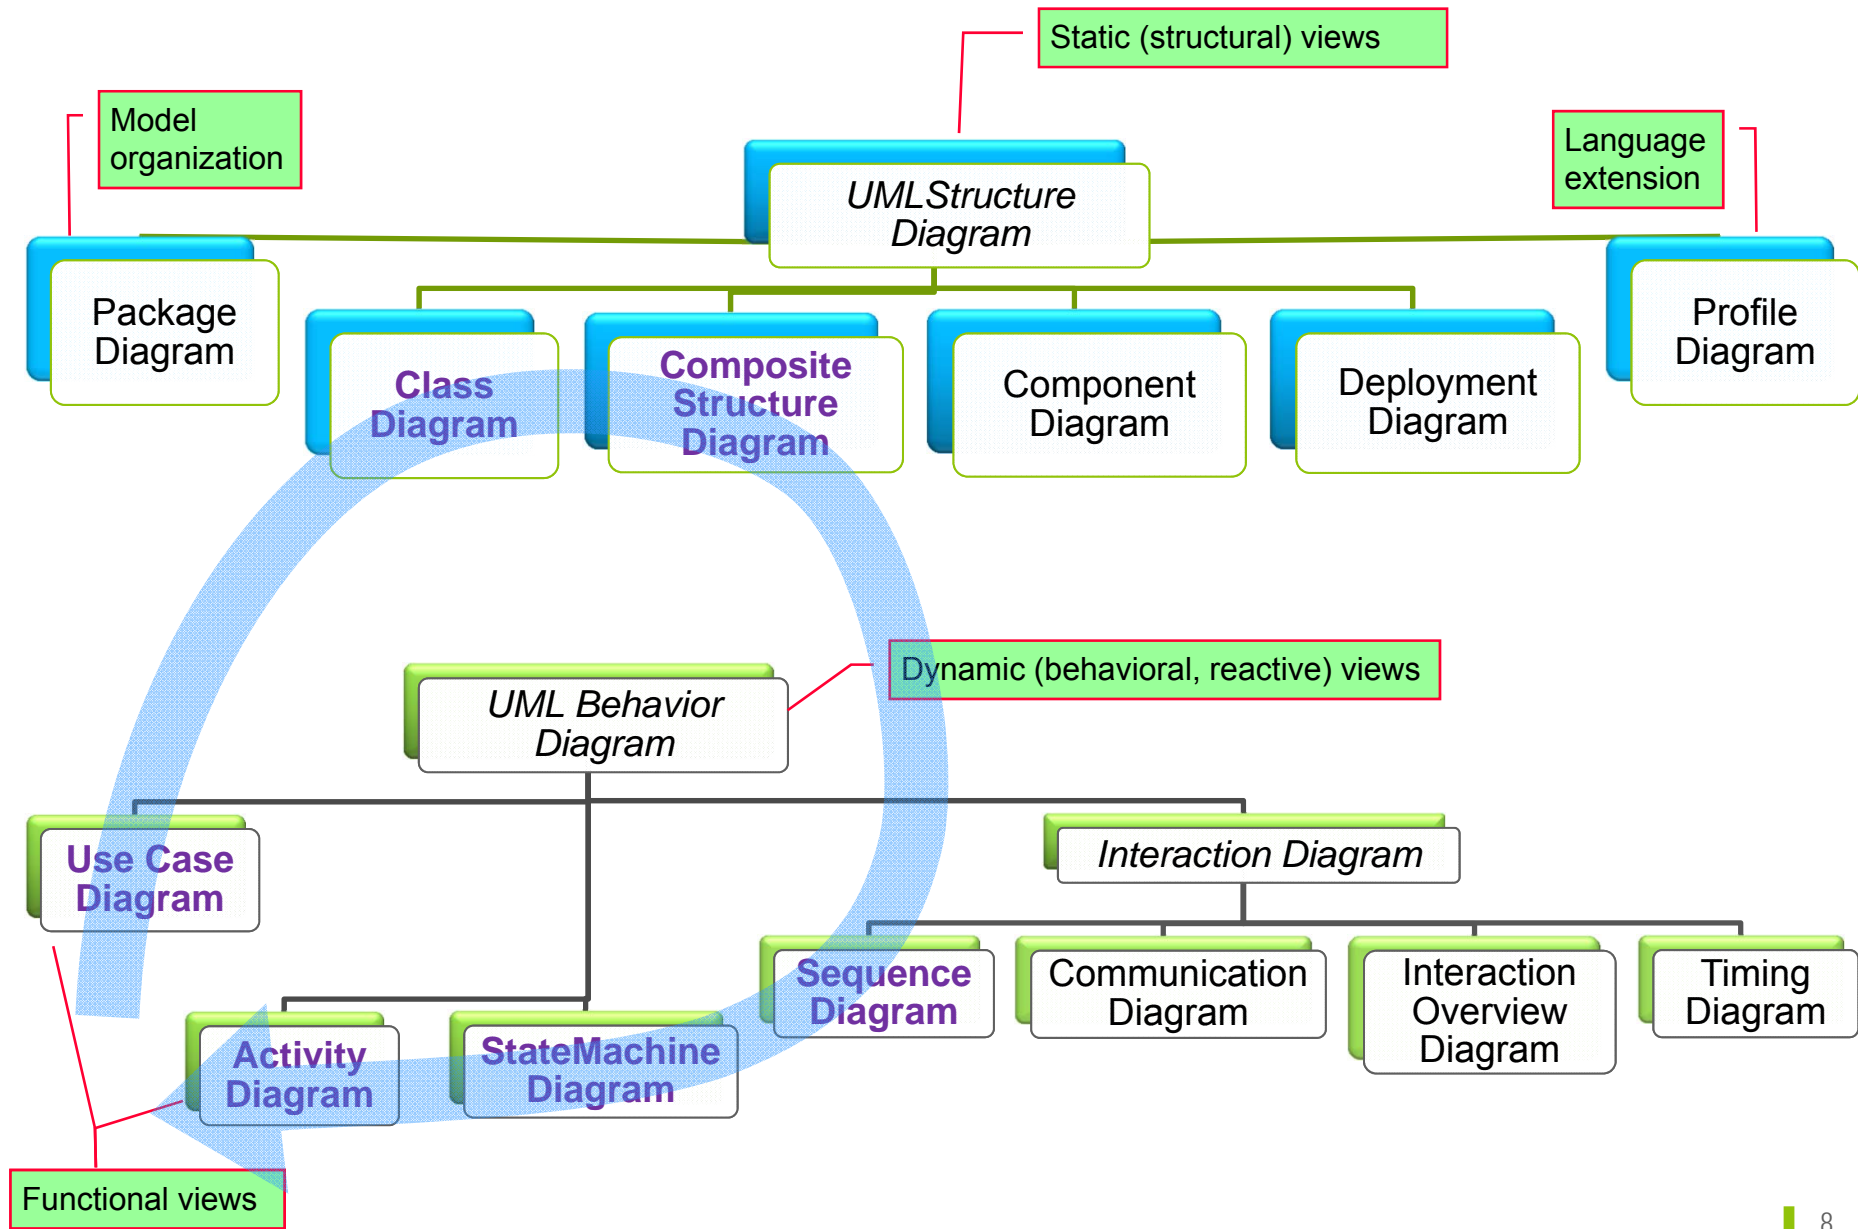 Static (structural) views
Model
organization
Language
extension
UMLStructure
Diagram
Package
Diagram
Class
Diagram
Composite
Structure
Diagram
Component
Diagram
Deployment
Diagram
Profile
Diagram
Dynamic (behavioral, reactive) views
UML Behavior
Diagram
Use Case
Diagram
Interaction Diagram
Sequence
Diagram
Communication
Diagram
Interaction
Overview
Diagram
Timing
Diagram
Activity
Diagram
StateMachine
Diagram
Functional views
8